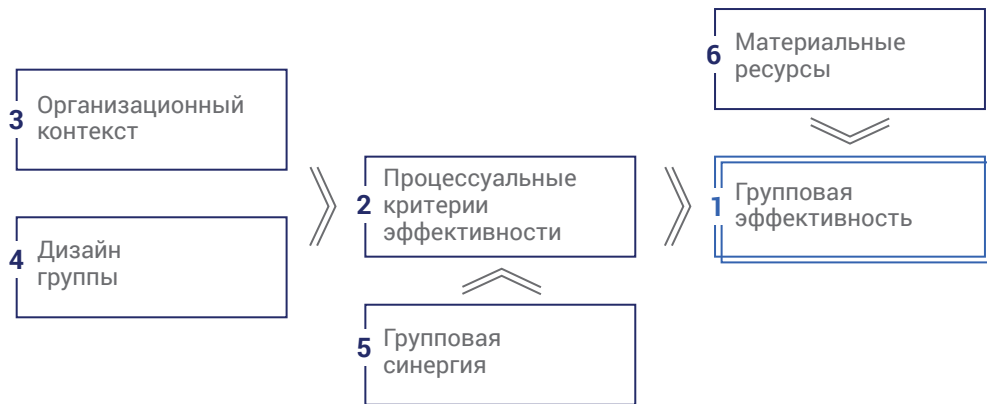 3 Организационный
контекст
4 Дизайн
группы
2 Процессуальные
критерии
эффективности
5 Групповая
синергия
6 Материальные
ресурсы
1 Групповая
эффективность